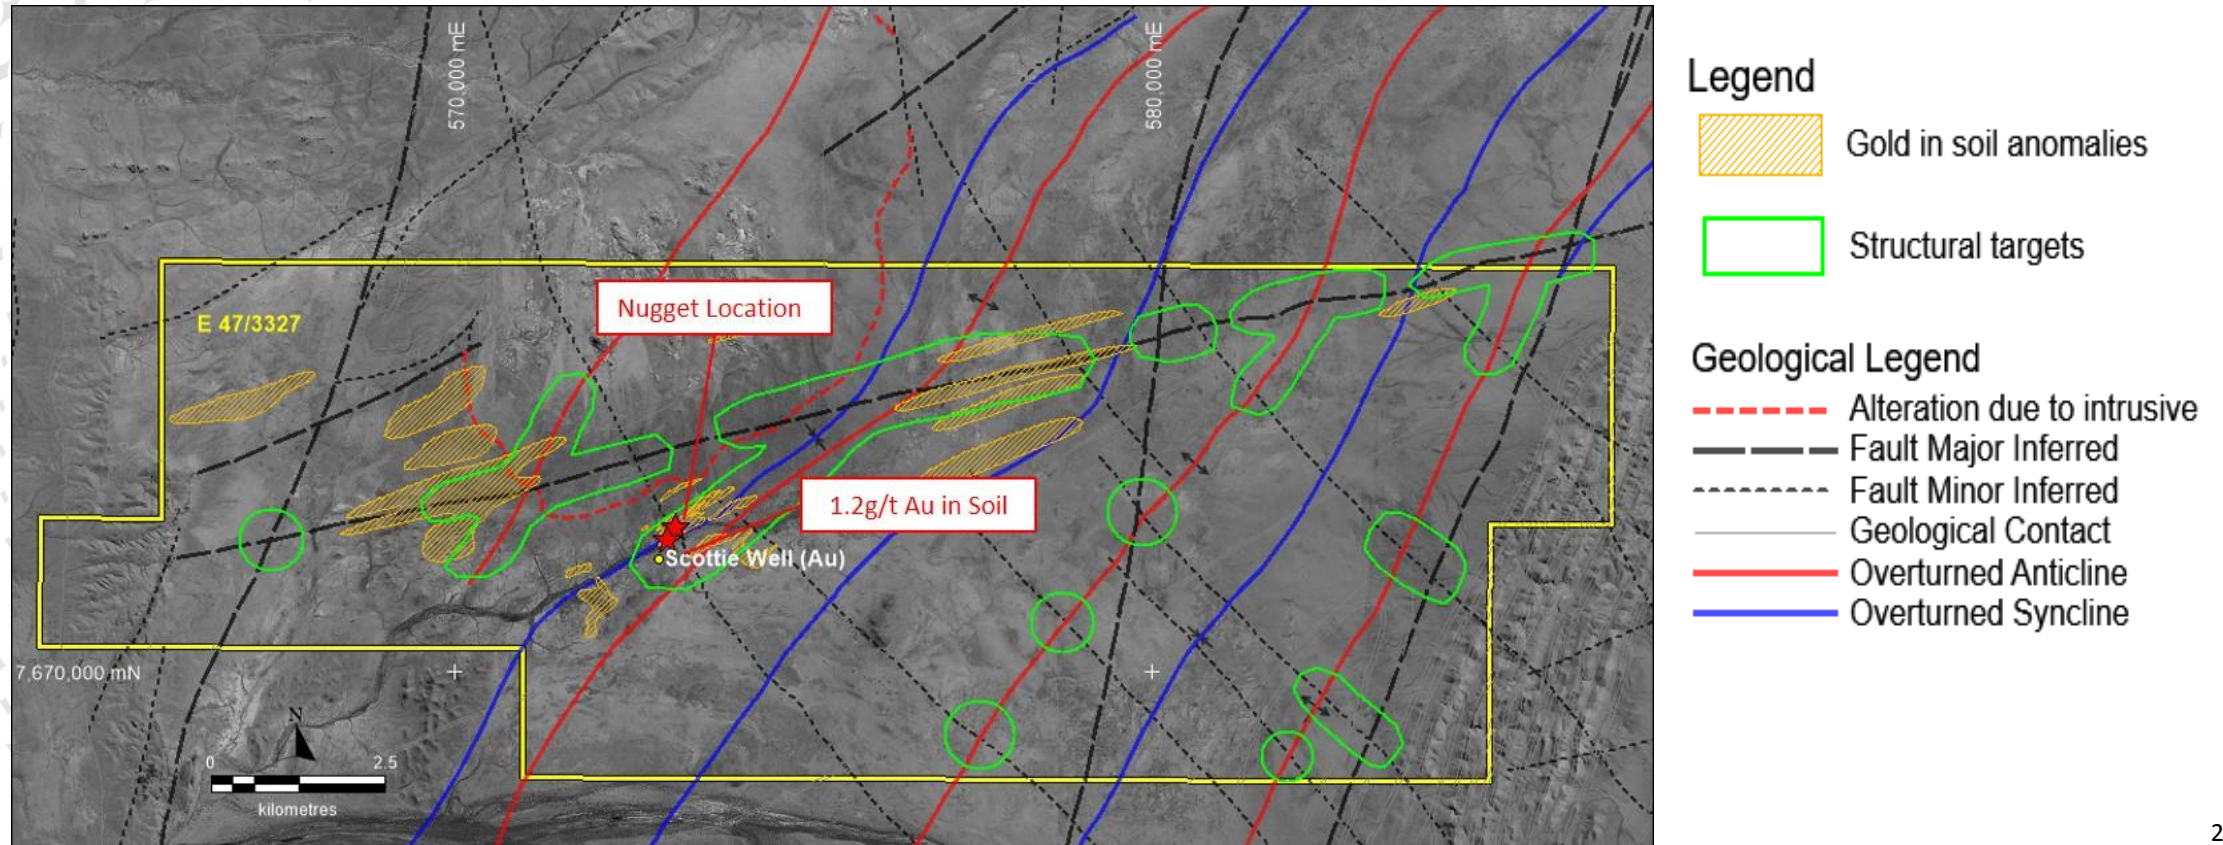 570,000 mE
580,000 mE
E 47/3327
Nugget Location
1.2g/t Au in Soil
Scottie Well (Au)
7,670,000 mN
N
0
2.5
kilometres
Legend
Gold in soil anomalies
Structural targets
Geological Legend
Alteration due to intrusive
Fault Major Inferred
Fault Minor Inferred
Geological Contact
Overturned Anticline
Overturned Syncline
2